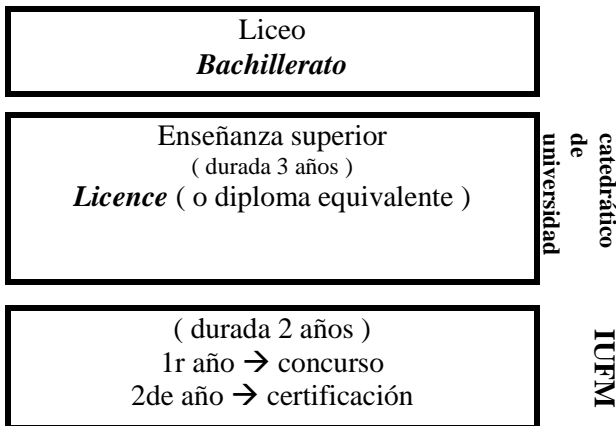 Liceo
Bachillerato
Enseñanza superior
( durada 3 años )
Licence ( o diploma equivalente )
catedrático
de
universidad
( durada 2 años )
1r año → concurso
2de año → certificación
IUFM